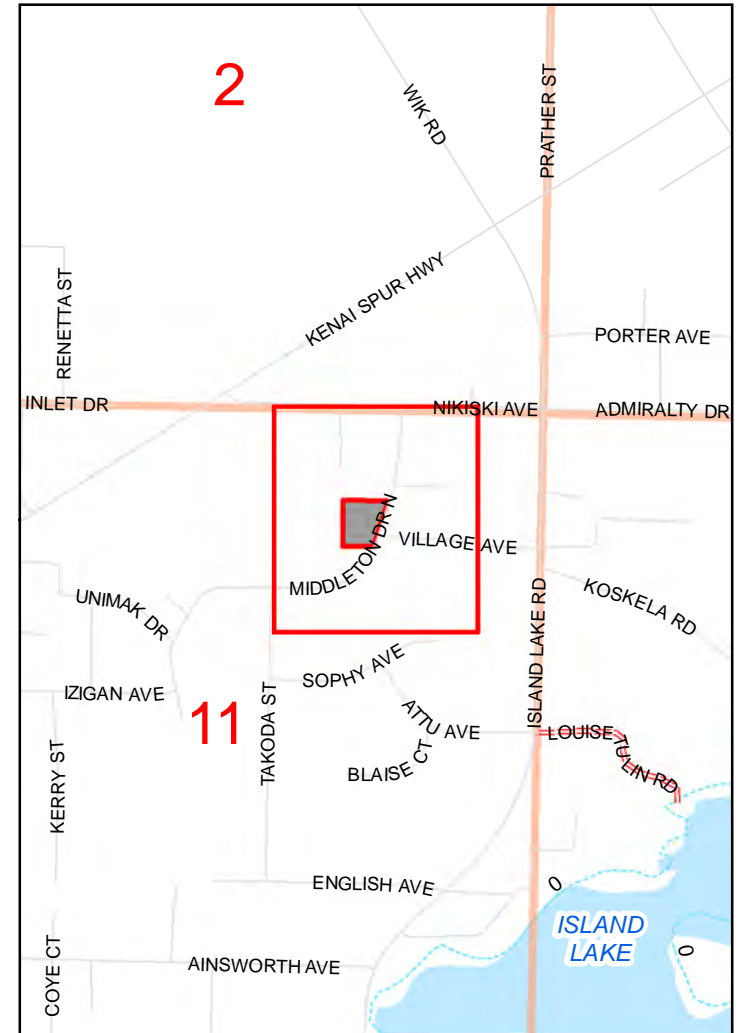 2
WIK RD
PRATHER ST
KENAI SPUR HWY
RENETTA ST
PORTER AVE
INLET DR
NIKISKI AVE
ADMIRALTY DR
MIDDLETON DR N
VILLAGE AVE
UNIMAK DR
KOSKELA RD
ISLAND LAKE RD
SOPHY AVE
IZIGAN AVE
11
TAKODA ST
ATTU AVE
LOUISE TU LIN RD
KERRY ST
BLAISE CT
ENGLISH AVE
0
ISLAND
LAKE
0
COYE CT
AINSWORTH AVE